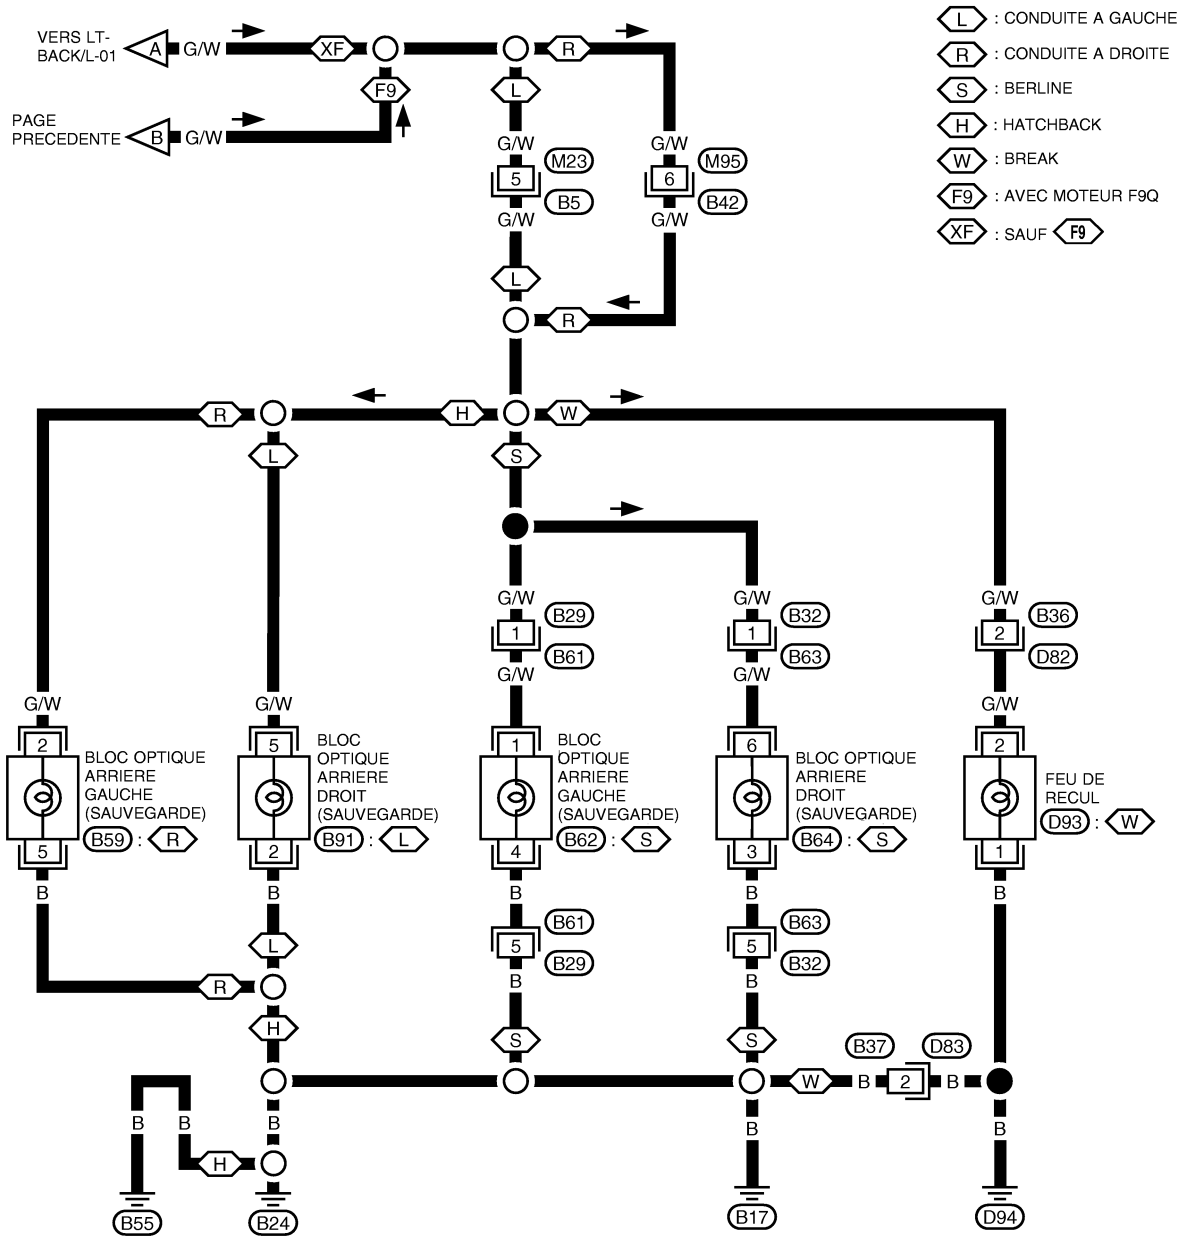 VERS LT-
BACK/L-01
A
G/W
XF
R
L
: CONDUITE A GAUCHE
R
: CONDUITE A DROITE
F9
L
S
: BERLINE
PAGE
PRECEDENTE
B
G/W
H
: HATCHBACK
G/W
G/W
M23
M95
W
: BREAK
5
6
B5
B42
F9
: AVEC MOTEUR F9Q
G/W
G/W
XF
: SAUF
F9
L
R
R
H
W
L
S
G/W
G/W
G/W
B29
B32
B36
1
1
2
B61
B63
D82
G/W
G/W
G/W
G/W
G/W
2
5
1
6
2
BLOC OPTIQUE
ARRIERE
GAUCHE
(SAUVEGARDE)
B59 : R
BLOC
OPTIQUE
ARRIERE
DROIT
(SAUVEGARDE)
B91 : L
BLOC
OPTIQUE
ARRIERE
GAUCHE
(SAUVEGARDE)
B62 : S
BLOC OPTIQUE
ARRIERE
DROIT
(SAUVEGARDE)
B64 : S
FEU DE
RECUL
D93 : W
5
2
4
3
1
B
B
B
B
B
B61
B63
L
5
5
B29
B32
R
B
B
H
S
S
B37
D83
W
B
2
B
B
B
B
B
B
H
B55
B24
B17
D94